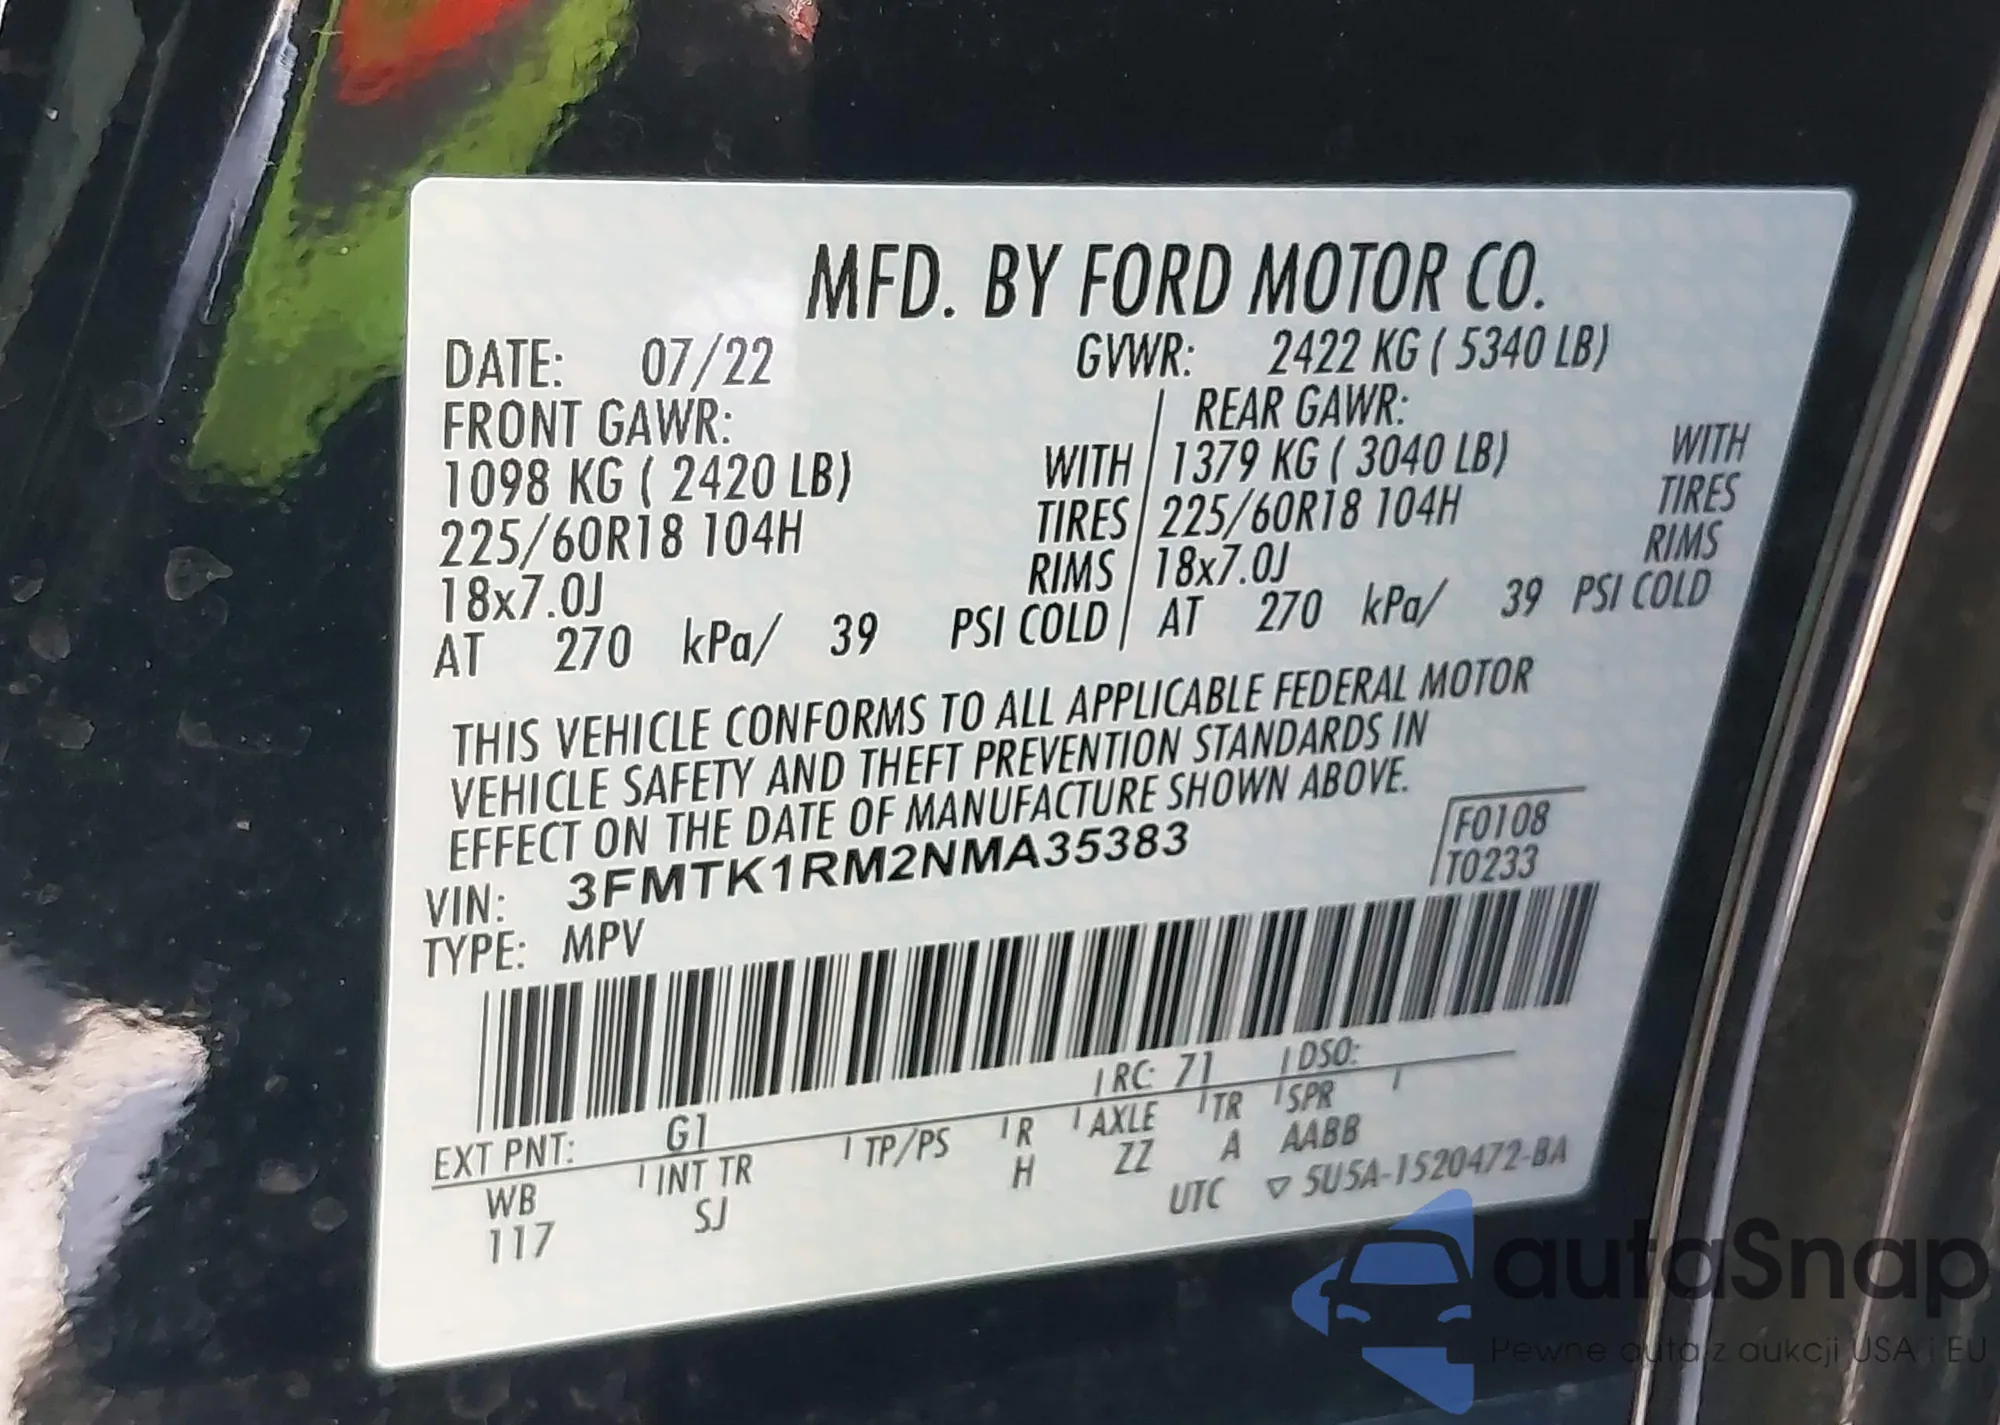 MFD. BY FORD MOTOR CO.
DATE: 07/22 GVWR: 2422 KG ( 5340 LB)
FRONT GAWR: REAR GAWR:
1098 KG ( 2420 LB) WITH 1379 KG ( 3040 LB) WITH
225/60R18 104H TIRES 225/60R18 104H TIRES
18x7.0J RIMS 18x7.0J RIMS
AT 270 kPa/ 39 PSI COLD AT 270 kPa/ 39 PSI COLD
THIS VEHICLE CONFORMS TO ALL APPLICABLE FEDERAL MOTOR
VEHICLE SAFETY AND THEFT PREVENTION STANDARDS IN
EFFECT ON THE DATE OF MANUFACTURE SHOWN ABOVE.
VIN: 3FMTK1RM2NMA35383 F0108
TYPE: MPV T0233
EXT PNT: G1 RC: 71 DSO:
WB INT TR TP/PS R AXLE TR SPR
117 SJ H ZZ A AABB
UTC ▽ 5U5A-1520472-BA
autaSnap
Pewne auta z aukcji USA i EU